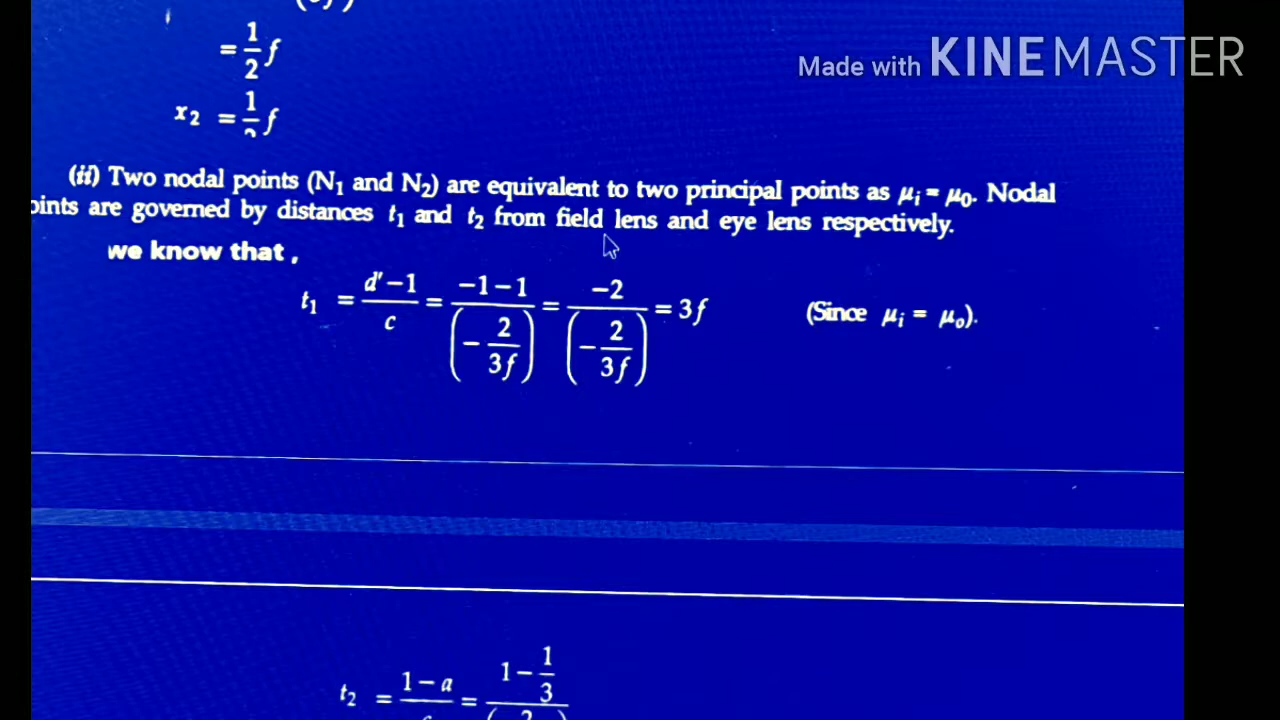 = 1/2 f
Made with KINEMASTER
x2 = 1/2 f
(ii) Two nodal points (N1 and N2) are equivalent to two principal points as μi = μ0. Nodal
oints are governed by distances t1 and t2 from field lens and eye lens respectively.
we know that ,
t1 = d' −1 / c = −1 − 1 / (− 2/3f) = −2 / (− 2/3f) = 3f (Since μi = μo).
t2 = 1 − a / c = 1 − 1/3